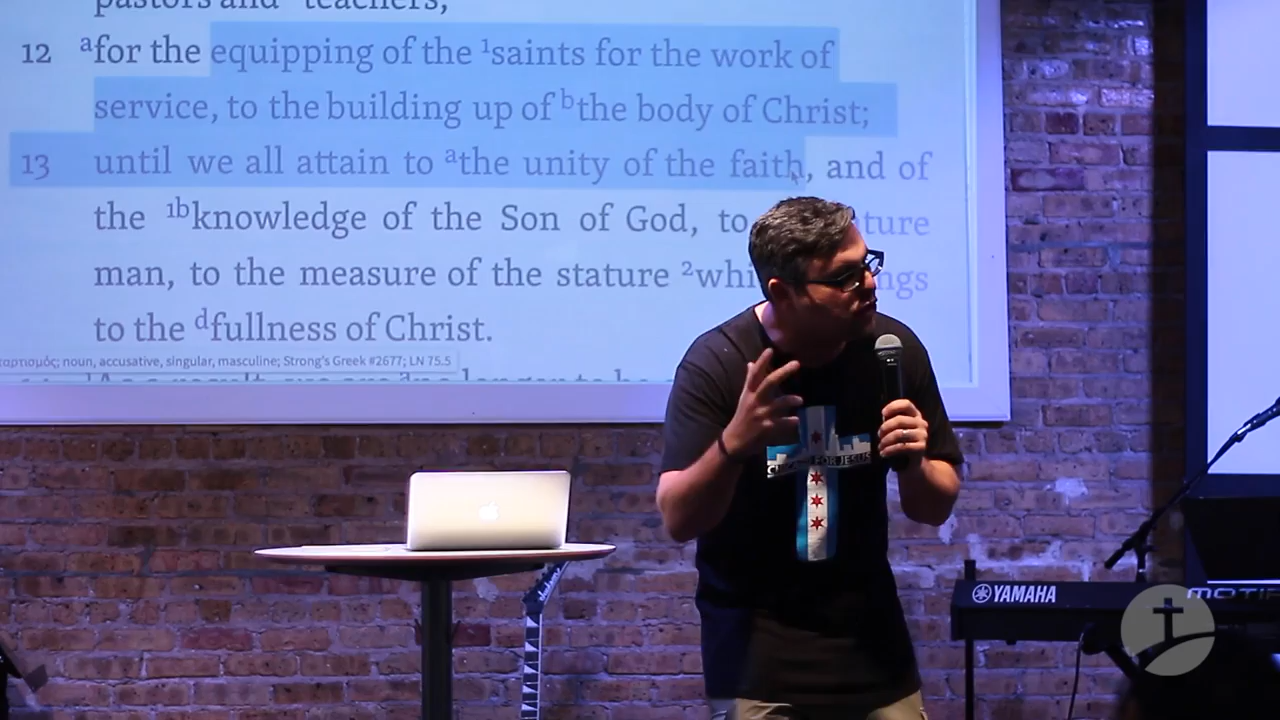 pastors and teachers,
12 ᵃfor the equipping of the ¹saints for the work of
service, to the building up of ᵇthe body of Christ;
13 until we all attain to ᵃthe unity of the faith, and of
the ¹ᵇknowledge of the Son of God, to ture
man, to the measure of the stature ²whi ngs
to the ᵈfullness of Christ.
noun, accusative, singular, masculine; Strong's Greek #2677; LN 75.5
FOR JESUS
YAMAHA
MOTIF